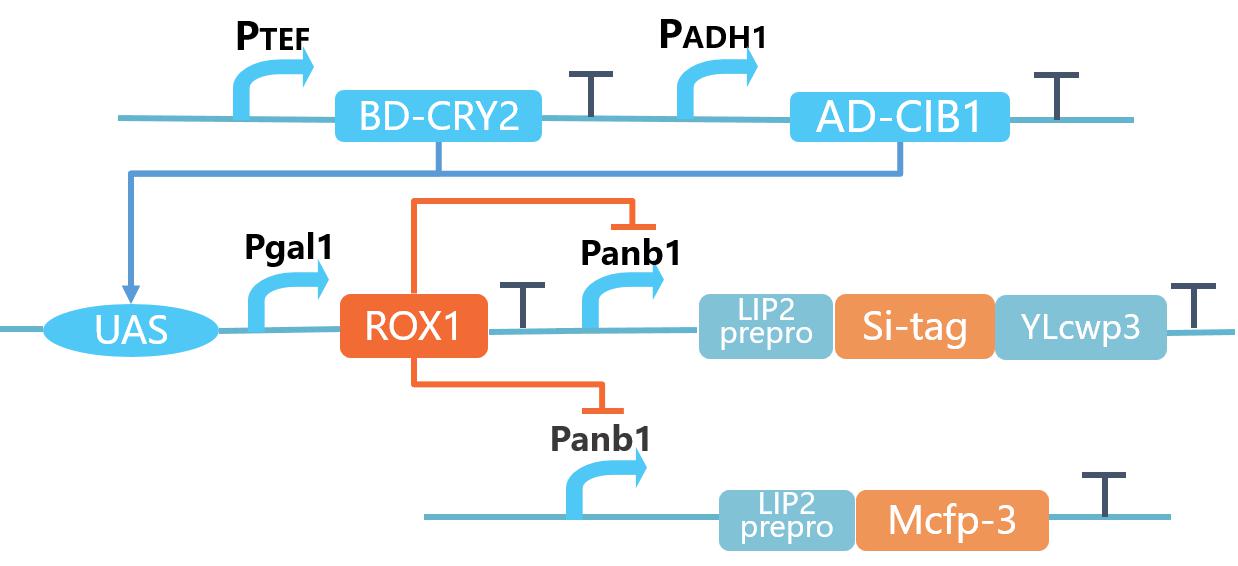 PTEF
PADH1
BD-CRY2
AD-CIB1
Pgal1
Panb1
UAS
ROX1
LIP2
prepro
Si-tag
YLcwp3
Panb1
LIP2
prepro
Mcfp-3